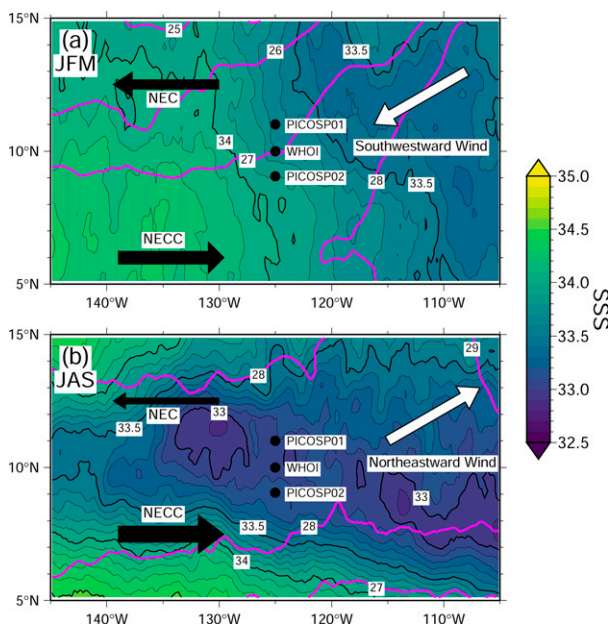 15°N
(a)
JFM
25
26
33.5
NEC
PICOSP01
34
WHOI
Southwestward Wind
10°N
27
PICOSP02
28
33.5
NECC
5°N
140°W
130°W
120°W
110°W
15°N
(b)
JAS
29
28
NEC
33
33.5
PICOSP01
10°N
WHOI
Northeastward Wind
PICOSP02
33
NECC
33.5
28
34
27
5°N
140°W
130°W
120°W
110°W
35.0
34.5
34.0
33.5
33.0
32.5
SSS